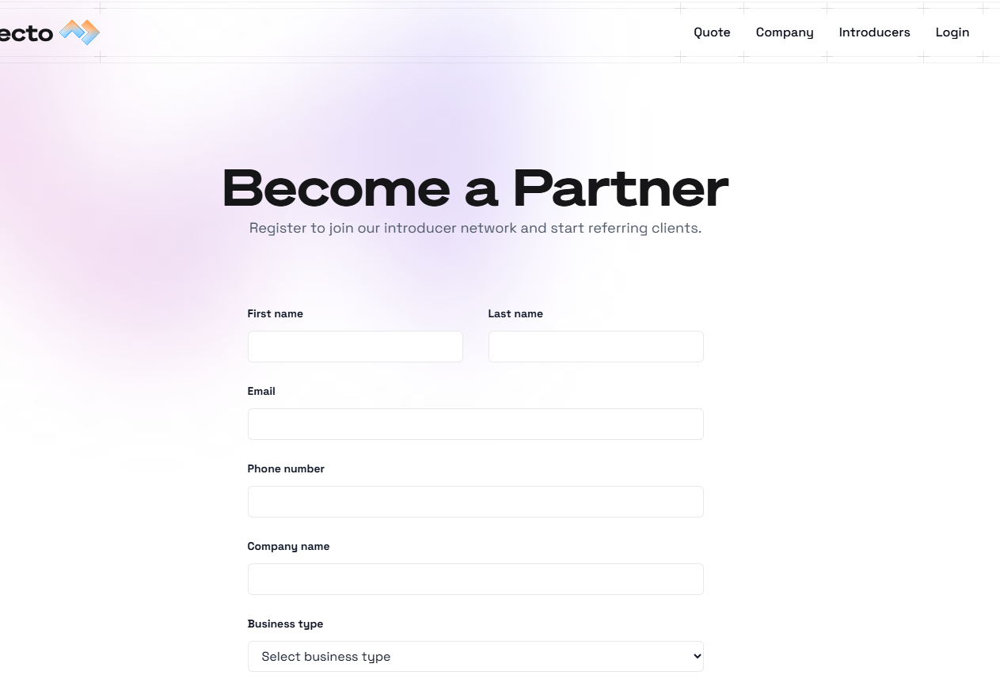 ecto
Quote Company Introducers Login
Become a Partner
Register to join our introducer network and start referring clients.
First name Last name
Email
Phone number
Company name
Business type
Select business type